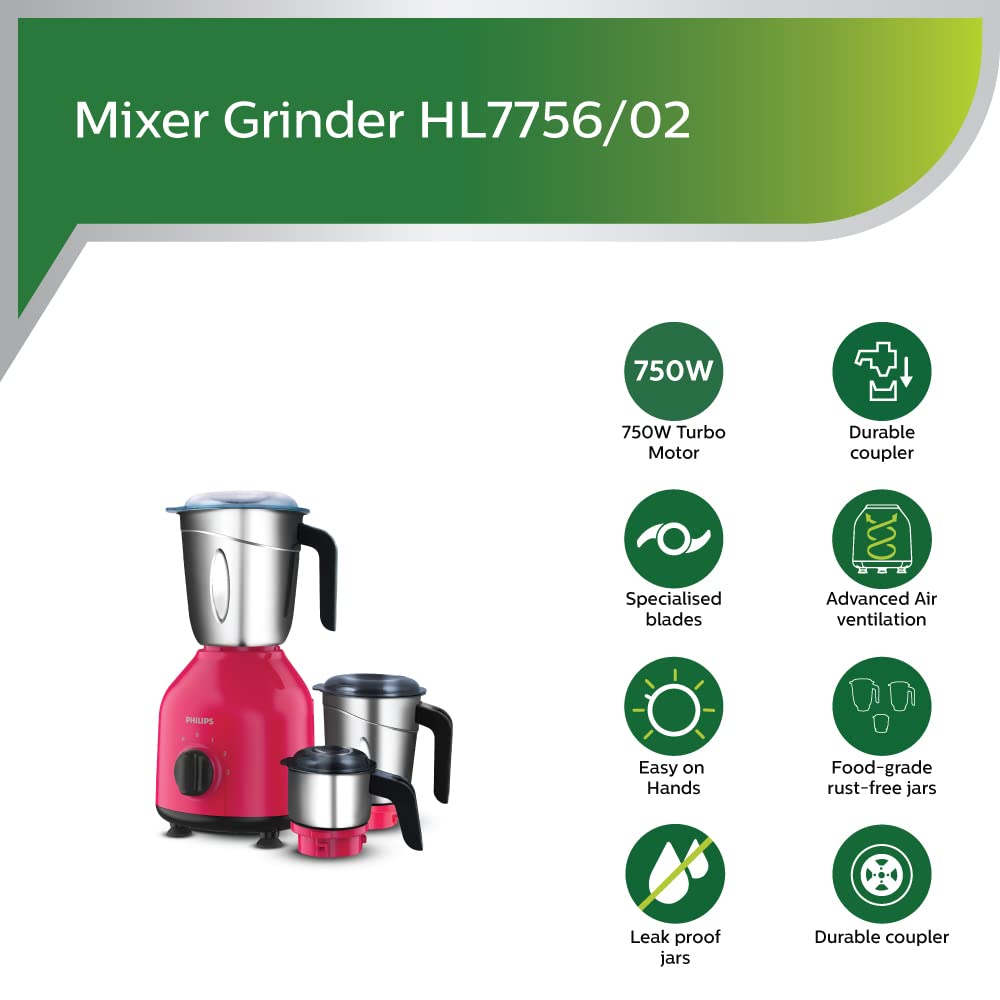 Mixer Grinder HL7756/02
750W
750W Turbo
Motor
Durable
coupler
Specialised
blades
Advanced Air
ventilation
PHILIPS
Easy on
Hands
Food-grade
rust-free jars
Leak proof
jars
Durable coupler